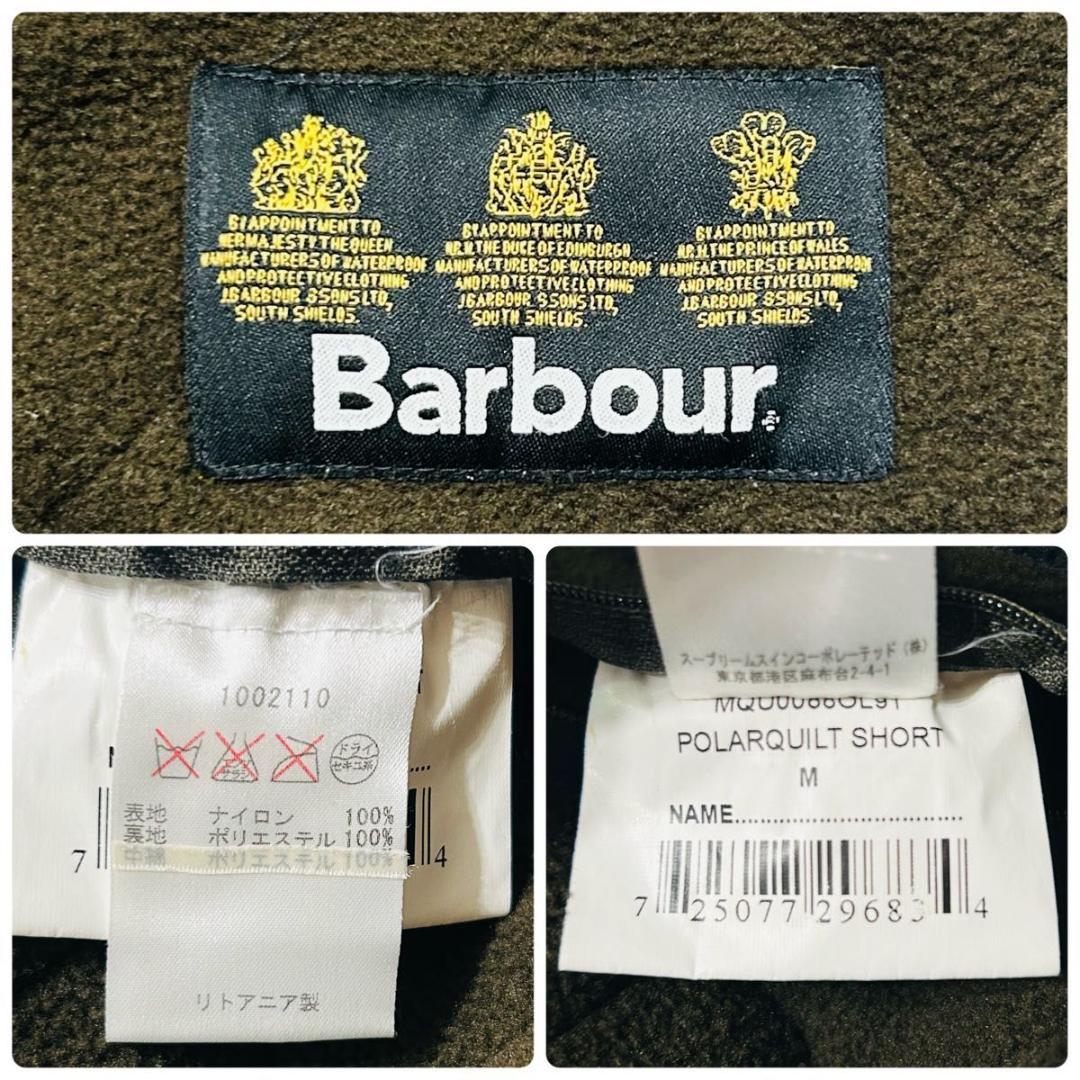 BY APPOINTMENT TO
HER MAJESTY THE QUEEN
MANUFACTURERS OF WATERPROOF
AND PROTECTIVE CLOTHING
J.BARBOUR & SONS LTD,
SOUTH SHIELDS.
BY APPOINTMENT TO
H.R.H. THE DUKE OF EDINBURGH
MANUFACTURERS OF WATERPROOF
AND PROTECTIVE CLOTHING
J.BARBOUR & SONS LTD,
SOUTH SHIELDS.
BY APPOINTMENT TO
H.R.H. THE PRINCE OF WALES
MANUFACTURERS OF WATERPROOF
AND PROTECTIVE CLOTHING
J.BARBOUR & SONS LTD,
SOUTH SHIELDS.
Barbour
1002110
サラシ
ドライ
セキユ系
表地 ナイロン 100%
裏地 ポリエステル 100%
中綿 ポリエステル 100%
7 4
リトアニア製
スープリームスインコーポレーテッド (株)
東京都港区麻布台2-4-1
POLARQUILT SHORT
M
NAME..................................
7 25077 29683 4